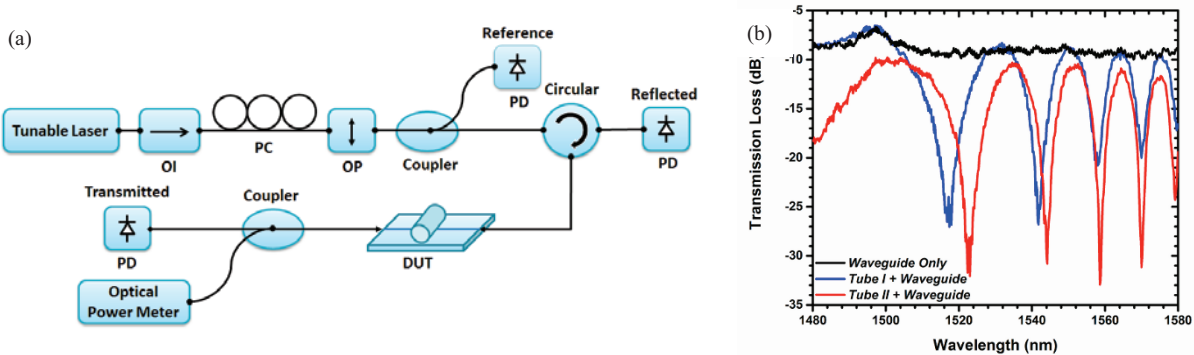 (a)
Reference
PD
Circular
Reflected
PD
Tunable Laser
OI
PC
OP
Coupler
Transmitted
PD
Coupler
DUT
Optical
Power Meter
(b)
Transmission Loss (dB)
-5
-10
-15
-20
-25
-30
-35
Waveguide Only
Tube I + Waveguide
Tube II + Waveguide
1480 1500 1520 1540 1560 1580
Wavelength (nm)